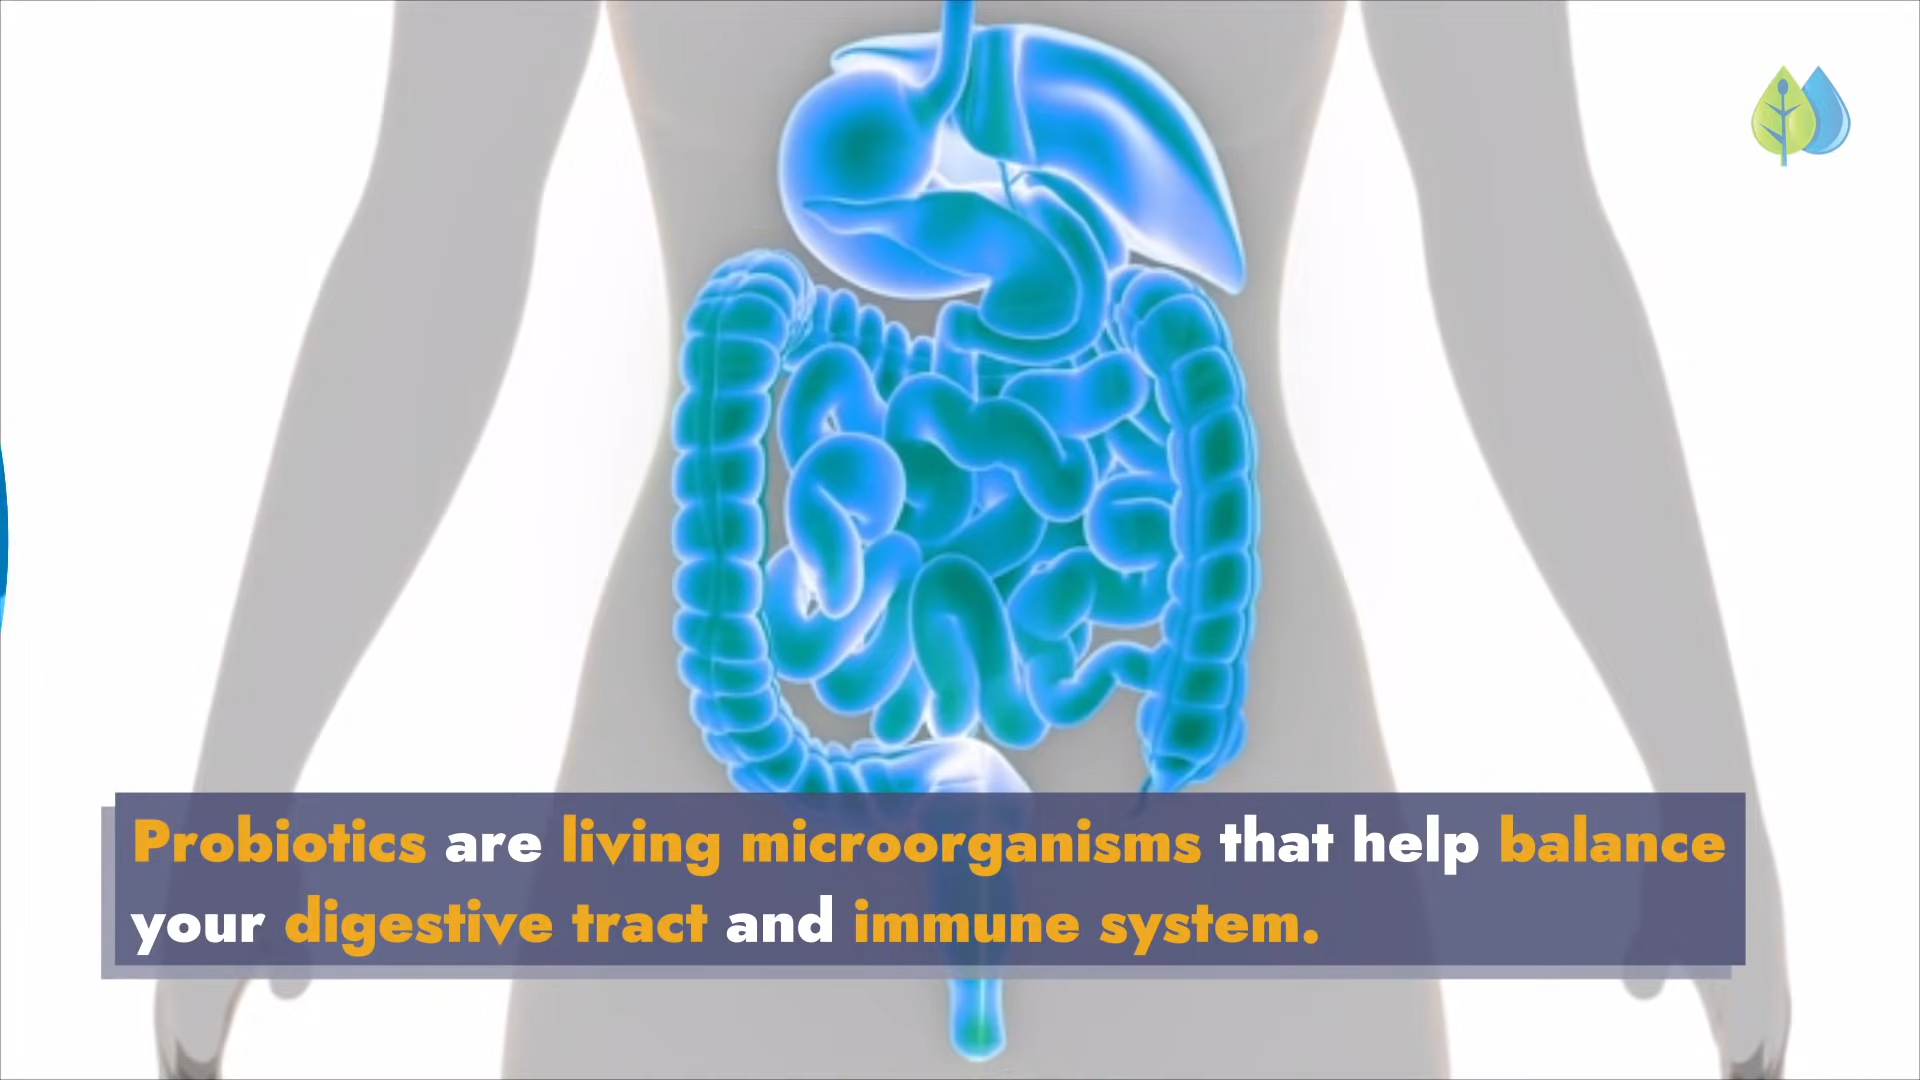 Probiotics are living microorganisms that help balance
your digestive tract and immune system.